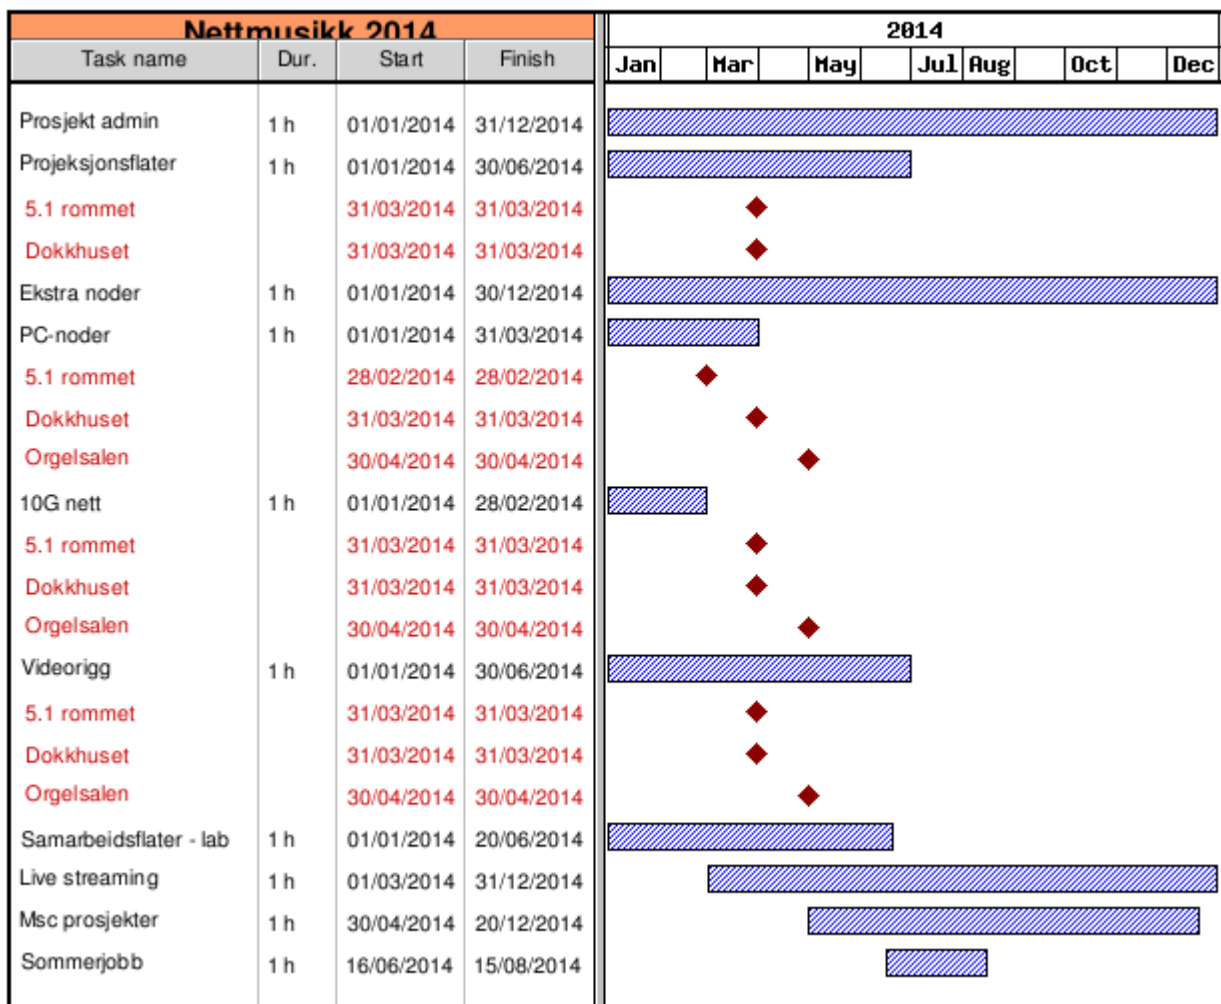 Nettmusikk 2014 2014
Task name Dur. Start Finish Jan Mar May Jul Aug Oct Dec
Prosjekt admin 1 h 01/01/2014 31/12/2014
Projeksjonsflater 1 h 01/01/2014 30/06/2014
5.1 rommet 31/03/2014 31/03/2014
Dokkhuset 31/03/2014 31/03/2014
Ekstra noder 1 h 01/01/2014 30/12/2014
PC-noder 1 h 01/01/2014 31/03/2014
5.1 rommet 28/02/2014 28/02/2014
Dokkhuset 31/03/2014 31/03/2014
Orgelsalen 30/04/2014 30/04/2014
10G nett 1 h 01/01/2014 28/02/2014
5.1 rommet 31/03/2014 31/03/2014
Dokkhuset 31/03/2014 31/03/2014
Orgelsalen 30/04/2014 30/04/2014
Videorigg 1 h 01/01/2014 30/06/2014
5.1 rommet 31/03/2014 31/03/2014
Dokkhuset 31/03/2014 31/03/2014
Orgelsalen 30/04/2014 30/04/2014
Samarbeidsflater - lab 1 h 01/01/2014 20/06/2014
Live streaming 1 h 01/03/2014 31/12/2014
Msc prosjekter 1 h 30/04/2014 20/12/2014
Sommerjobb 1 h 16/06/2014 15/08/2014